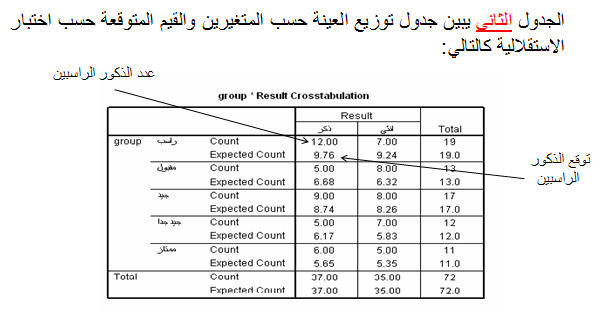 الجدول الثاني يبين جدول توزيع العينة حسب المتغيرين والقيم المتوقعة حسب اختبار
الاستقلالية كالتالي:
عدد الذكور الراسبين
group * Result Crosstabulation
Result
ذكر انثى Total
group راسب Count 12.00 7.00 19
Expected Count 9.76 9.24 19.0
توقع الذكور
الراسبين
مقبول Count 5.00 8.00 13
Expected Count 6.68 6.32 13.0
جيد Count 9.00 8.00 17
Expected Count 8.74 8.26 17.0
جيد جدا Count 5.00 7.00 12
Expected Count 6.17 5.83 12.0
ممتاز Count 6.00 5.00 11
Expected Count 5.65 5.35 11.0
Total Count 37.00 35.00 72
Expected Count 37.00 35.00 72.0